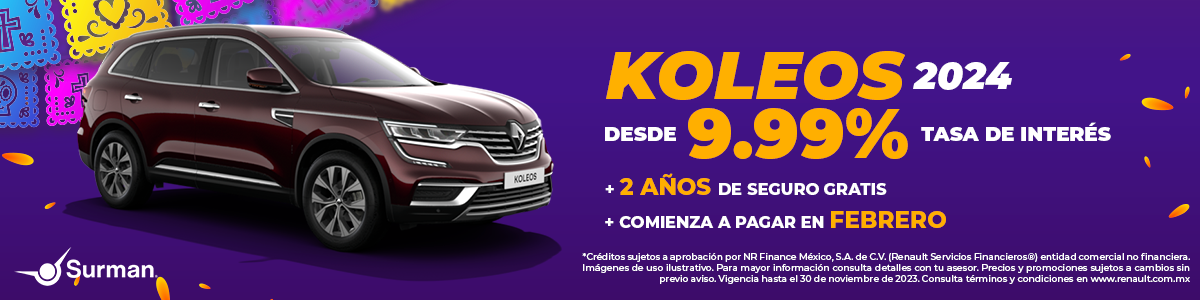 KOLEOS 2024
DESDE 9.99% TASA DE INTERÉS
+ 2 AÑOS DE SEGURO GRATIS
+ COMIENZA A PAGAR EN FEBRERO
KOLEOS
Surman
*Créditos sujetos a aprobación por NR Finance México, S.A. de C.V. (Renault Servicios Financieros®) entidad comercial no financiera.
Imágenes de uso ilustrativo. Para mayor información consulta detalles con tu asesor. Precios y promociones sujetos a cambios sin
previo aviso. Vigencia hasta el 30 de noviembre de 2023. Consulta términos y condiciones en www.renault.com.mx